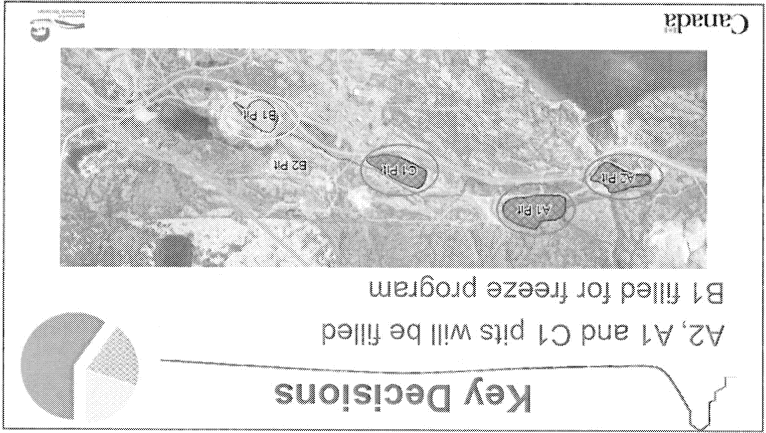 Key Decisions
A2, A1 and C1 pits will be filled
B1 filled for freeze program
A2 Pit
A1 Pit
C1 Pit
B2 Pit
B1 Pit
Canada